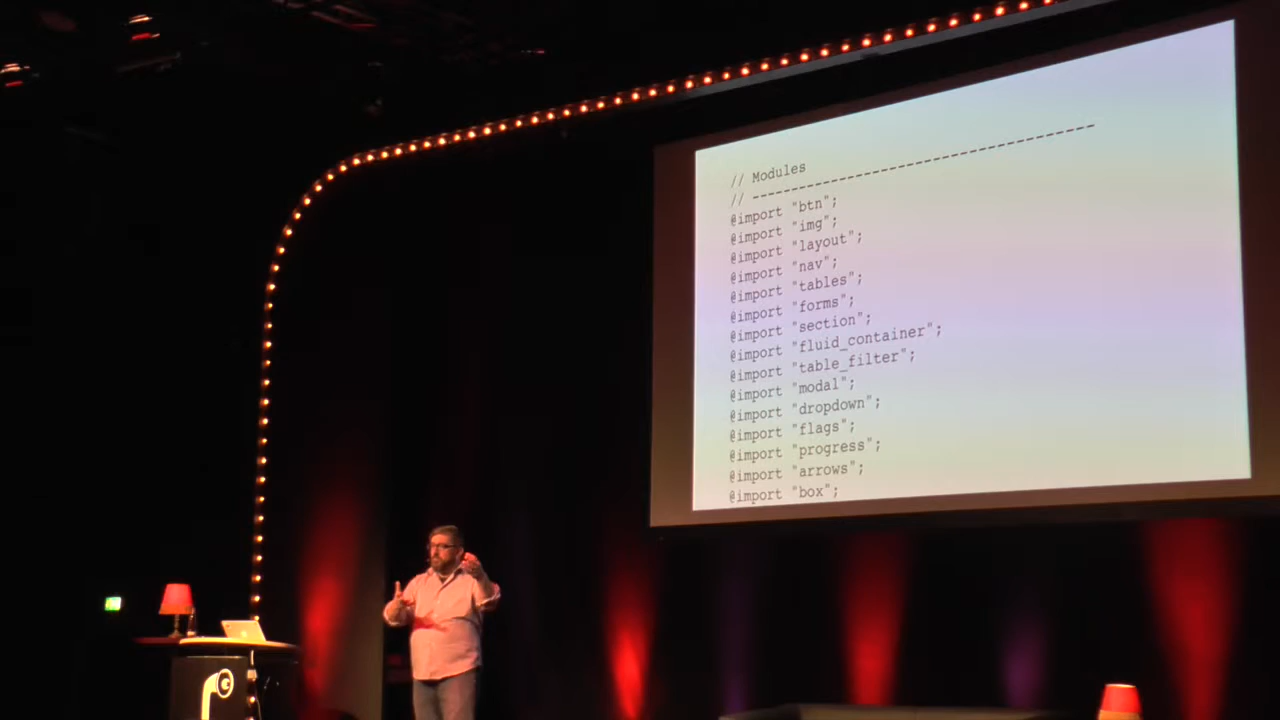 // Modules
// ----------------------------------------
@import "btn";
@import "img";
@import "layout";
@import "nav";
@import "tables";
@import "forms";
@import "section";
@import "fluid_container";
@import "table_filter";
@import "modal";
@import "dropdown";
@import "flags";
@import "progress";
@import "arrows";
@import "box";